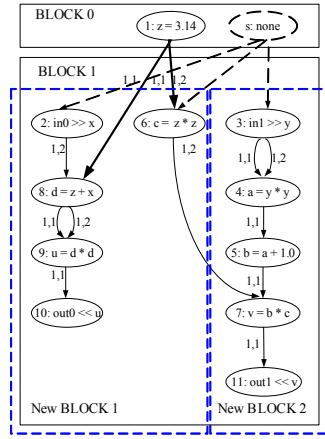 BLOCK 0
1: z = 3.14
s: none
BLOCK 1
1,1
1,1
1,2
2: in0 >> x
6: c = z * z
3: in1 >> y
1,2
1,2
1,1
1,2
8: d = z + x
4: a = y * y
1,1
1,2
1,1
9: u = d * d
5: b = a + 1.0
1,1
1,1
10: out0 << u
7: v = b * c
1,1
11: out1 << v
New BLOCK 1
New BLOCK 2